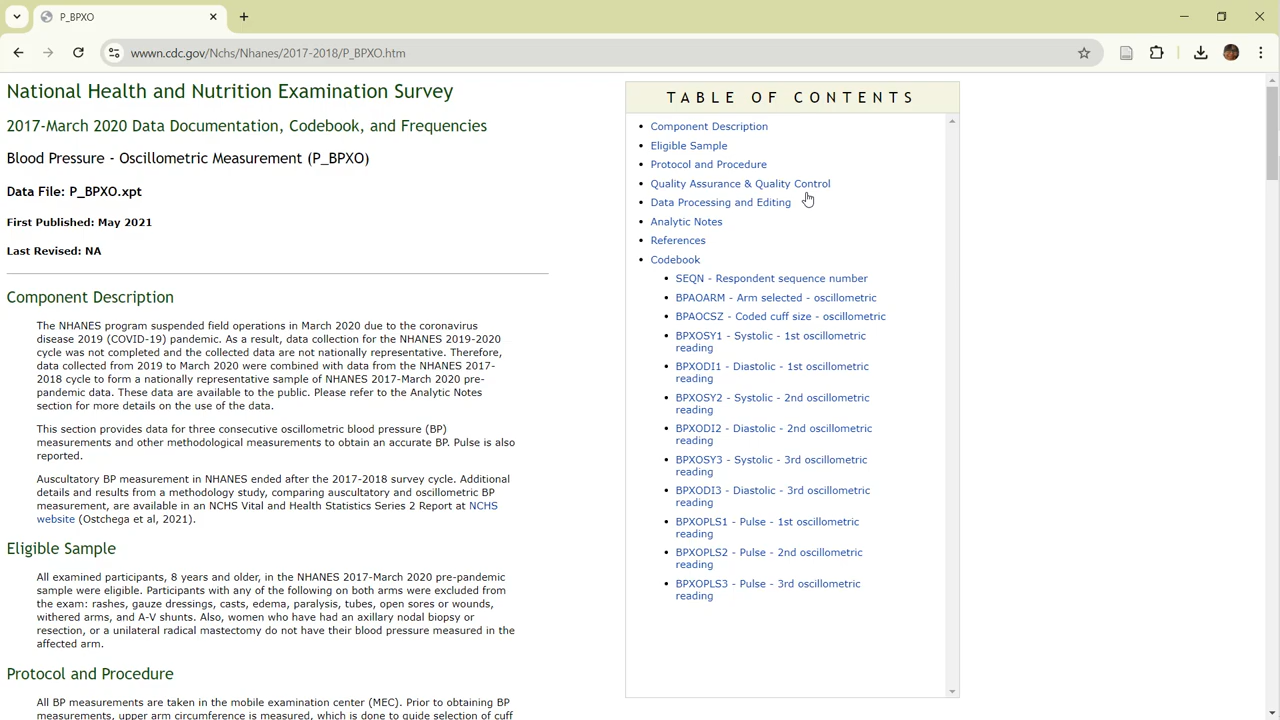 P_BPXO
wwwn.cdc.gov/Nchs/Nhanes/2017-2018/P_BPXO.htm
National Health and Nutrition Examination Survey
2017-March 2020 Data Documentation, Codebook, and Frequencies
Blood Pressure - Oscillometric Measurement (P_BPXO)
Data File: P_BPXO.xpt
First Published: May 2021
Last Revised: NA
Component Description
The NHANES program suspended field operations in March 2020 due to the coronavirus
disease 2019 (COVID-19) pandemic. As a result, data collection for the NHANES 2019-2020
cycle was not completed and the collected data are not nationally representative. Therefore,
data collected from 2019 to March 2020 were combined with data from the NHANES 2017-
2018 cycle to form a nationally representative sample of NHANES 2017-March 2020 pre-
pandemic data. These data are available to the public. Please refer to the Analytic Notes
section for more details on the use of the data.
This section provides data for three consecutive oscillometric blood pressure (BP)
measurements and other methodological measurements to obtain an accurate BP. Pulse is also
reported.
Auscultatory BP measurement in NHANES ended after the 2017-2018 survey cycle. Additional
details and results from a methodology study, comparing auscultatory and oscillometric BP
measurement, are available in an NCHS Vital and Health Statistics Series 2 Report at NCHS
website (Ostchega et al, 2021).
Eligible Sample
All examined participants, 8 years and older, in the NHANES 2017-March 2020 pre-pandemic
sample were eligible. Participants with any of the following on both arms were excluded from
the exam: rashes, gauze dressings, casts, edema, paralysis, tubes, open sores or wounds,
withered arms, and A-V shunts. Also, women who have had an axillary nodal biopsy or
resection, or a unilateral radical mastectomy do not have their blood pressure measured in the
affected arm.
Protocol and Procedure
All BP measurements are taken in the mobile examination center (MEC). Prior to obtaining BP
measurements, upper arm circumference is measured, which is done to guide selection of cuff
TABLE OF CONTENTS
Component Description
Eligible Sample
Protocol and Procedure
Quality Assurance & Quality Control
Data Processing and Editing
Analytic Notes
References
Codebook
SEQN - Respondent sequence number
BPAOARM - Arm selected - oscillometric
BPAOCSZ - Coded cuff size - oscillometric
BPXOSY1 - Systolic - 1st oscillometric
reading
BPXODI1 - Diastolic - 1st oscillometric
reading
BPXOSY2 - Systolic - 2nd oscillometric
reading
BPXODI2 - Diastolic - 2nd oscillometric
reading
BPXOSY3 - Systolic - 3rd oscillometric
reading
BPXODI3 - Diastolic - 3rd oscillometric
reading
BPXOPLS1 - Pulse - 1st oscillometric
reading
BPXOPLS2 - Pulse - 2nd oscillometric
reading
BPXOPLS3 - Pulse - 3rd oscillometric
reading